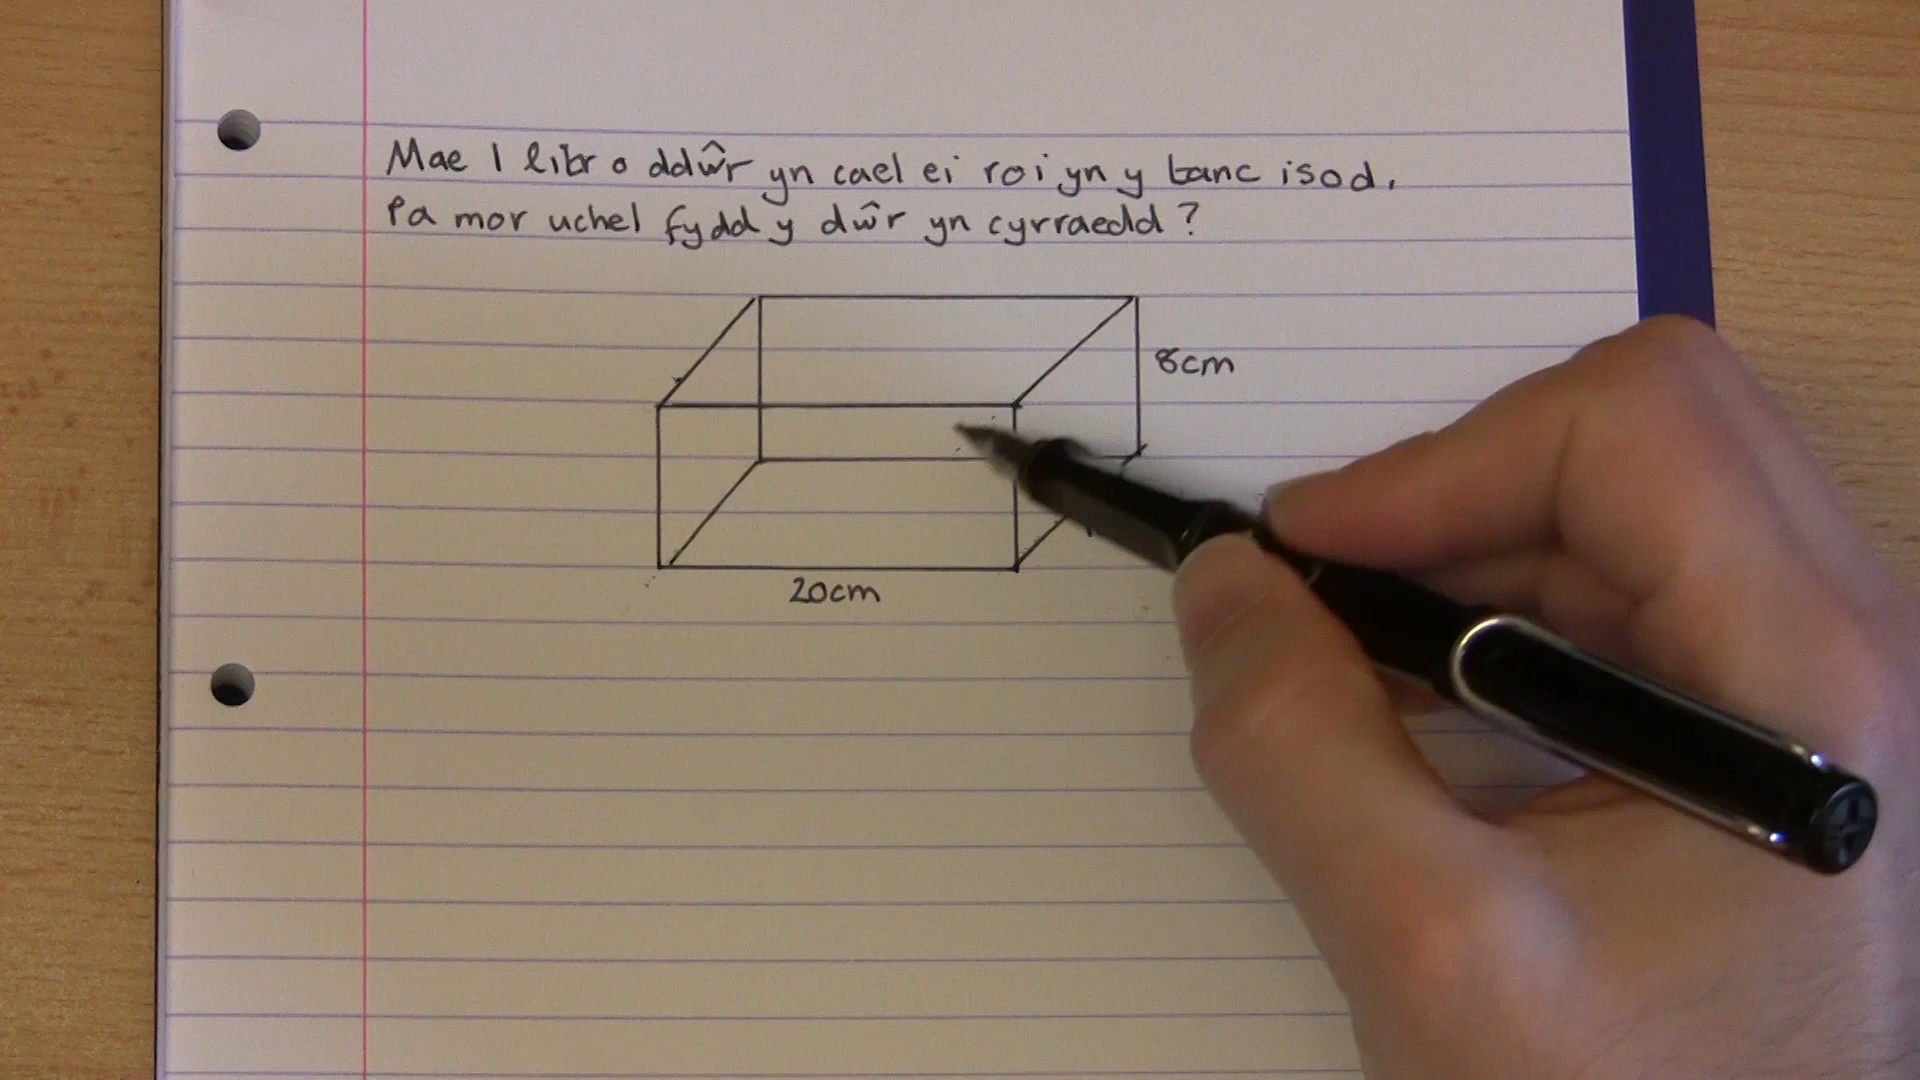 Mae 1 litr o ddŵr yn cael ei roi yn y tanc isod.
Pa mor uchel fydd y dŵr yn cyrraedd?
8cm
20cm